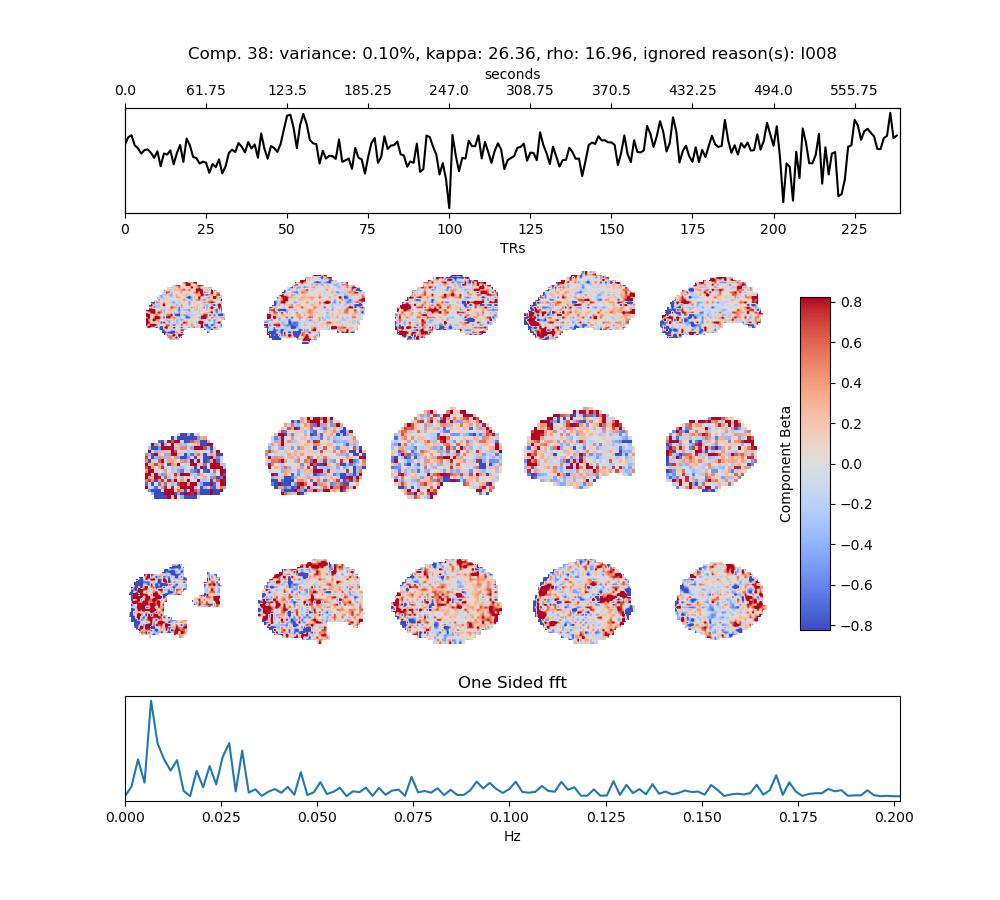 Comp. 38: variance: 0.10%, kappa: 26.36, rho: 16.96, ignored reason(s): I008
seconds
0.0 61.75 123.5 185.25 247.0 308.75 370.5 432.25 494.0 555.75
0 25 50 75 100 125 150 175 200 225
TRs
0.8
0.6
0.4
0.2
0.0
−0.2
−0.4
−0.6
−0.8
Component Beta
One Sided fft
0.000 0.025 0.050 0.075 0.100 0.125 0.150 0.175 0.200
Hz